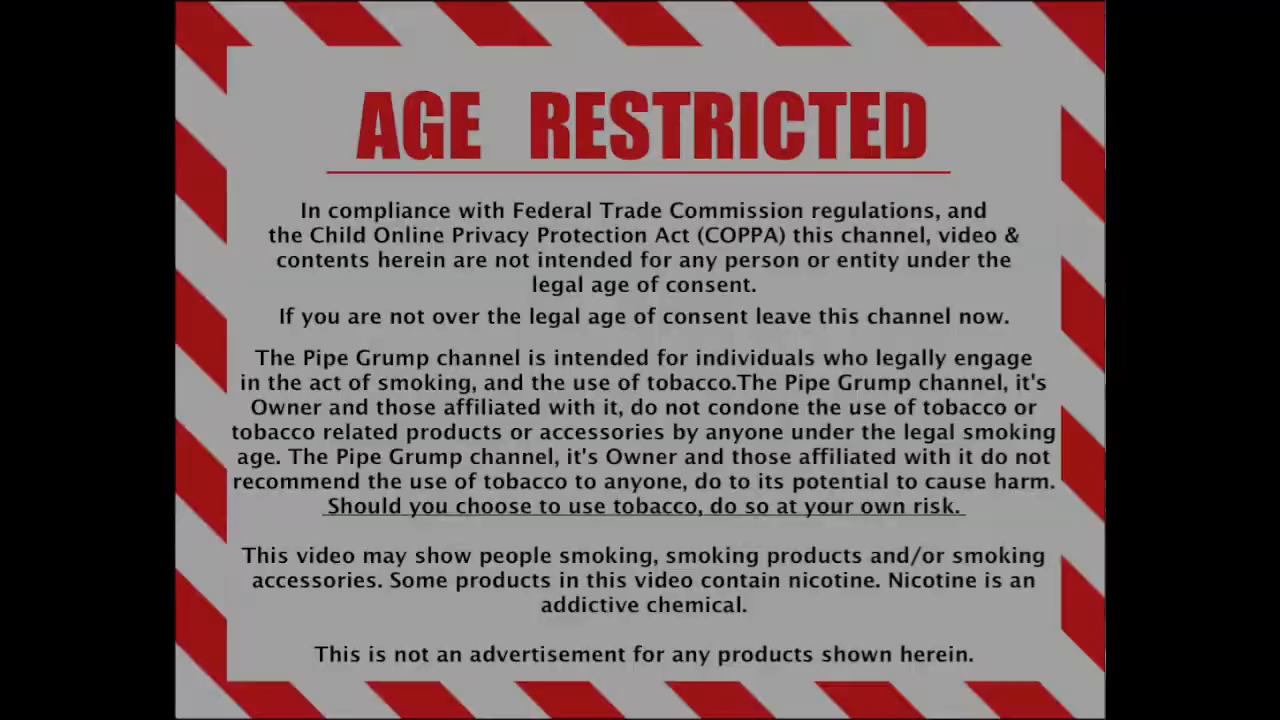 AGE RESTRICTED
In compliance with Federal Trade Commission regulations, and
the Child Online Privacy Protection Act (COPPA) this channel, video &
contents herein are not intended for any person or entity under the
legal age of consent.
If you are not over the legal age of consent leave this channel now.
The Pipe Grump channel is intended for individuals who legally engage
in the act of smoking, and the use of tobacco.The Pipe Grump channel, it's
Owner and those affiliated with it, do not condone the use of tobacco or
tobacco related products or accessories by anyone under the legal smoking
age. The Pipe Grump channel, it's Owner and those affiliated with it do not
recommend the use of tobacco to anyone, do to its potential to cause harm.
Should you choose to use tobacco, do so at your own risk.
This video may show people smoking, smoking products and/or smoking
accessories. Some products in this video contain nicotine. Nicotine is an
addictive chemical.
This is not an advertisement for any products shown herein.